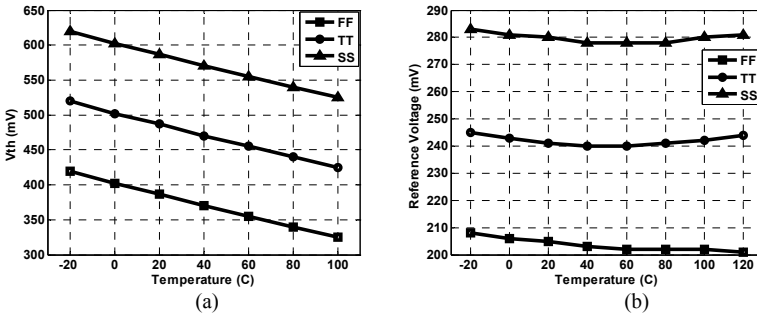 650
600
550
500
450
400
350
300
Vth (mV)
-20 0 20 40 60 80 100
Temperature (C)
FF
TT
SS
(a)
290
280
270
260
250
240
230
220
210
200
Reference Voltage (mV)
-20 0 20 40 60 80 100 120
Temperature (C)
FF
TT
SS
(b)